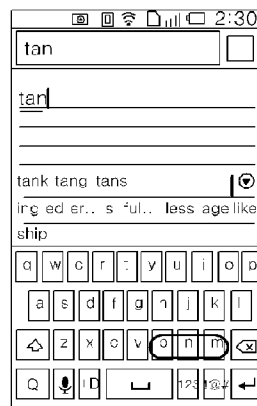 2:30
tan
tan
tank tang tans
ing ed er.. s ful.. less age like
ship
q w c r t y u i o p
a s d f g h j k l
z x c v b n m
Q 123 !@#